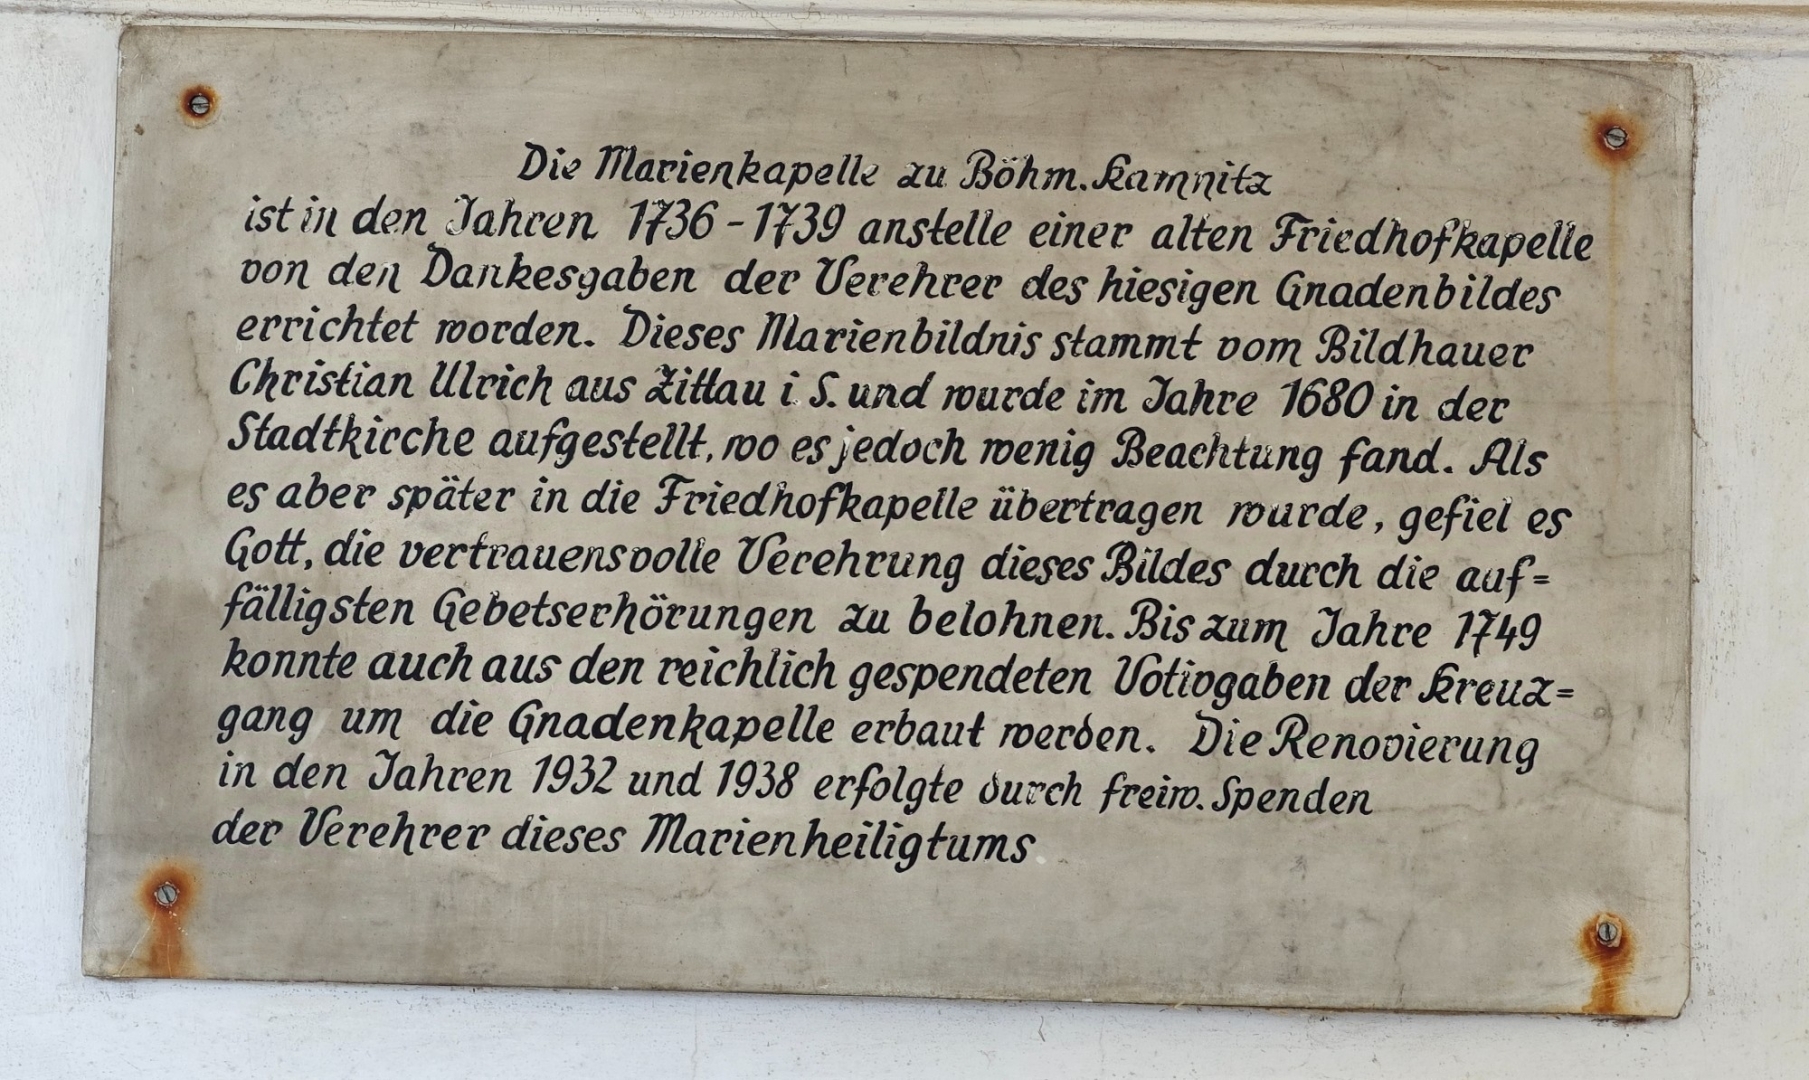 Die Marienkapelle zu Böhm. Kamnitz
ist in den Jahren 1736 - 1739 anstelle einer alten Friedhofkapelle
von den Dankesgaben der Verehrer des hiesigen Gnadenbildes
errichtet worden. Dieses Marienbildnis stammt vom Bildhauer
Christian Ulrich aus Zittau i. S. und wurde im Jahre 1680 in der
Stadtkirche aufgestellt, wo es jedoch wenig Beachtung fand. Als
es aber später in die Friedhofkapelle übertragen wurde, gefiel es
Gott, die vertrauensvolle Verehrung dieses Bildes durch die auf=
fälligsten Gebetserhörungen zu belohnen. Bis zum Jahre 1749
konnte auch aus den reichlich gespendeten Votivgaben der Kreuz=
gang um die Gnadenkapelle erbaut werden. Die Renovierung
in den Jahren 1932 und 1938 erfolgte durch freiw. Spenden
der Verehrer dieses Marienheiligtums